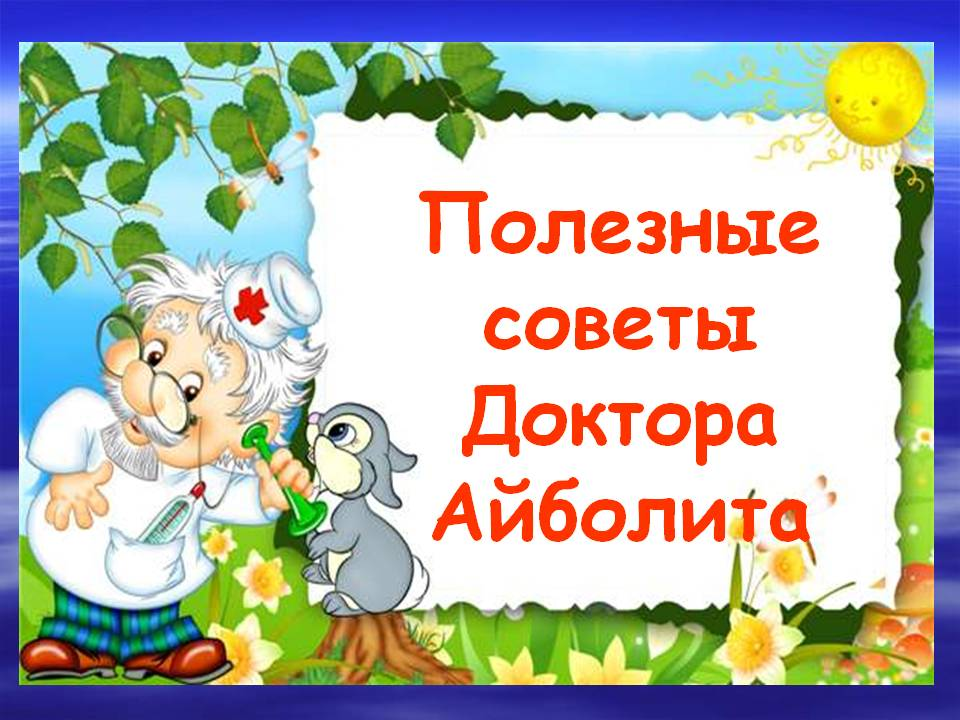 Полезные
советы
Доктора
Айболита